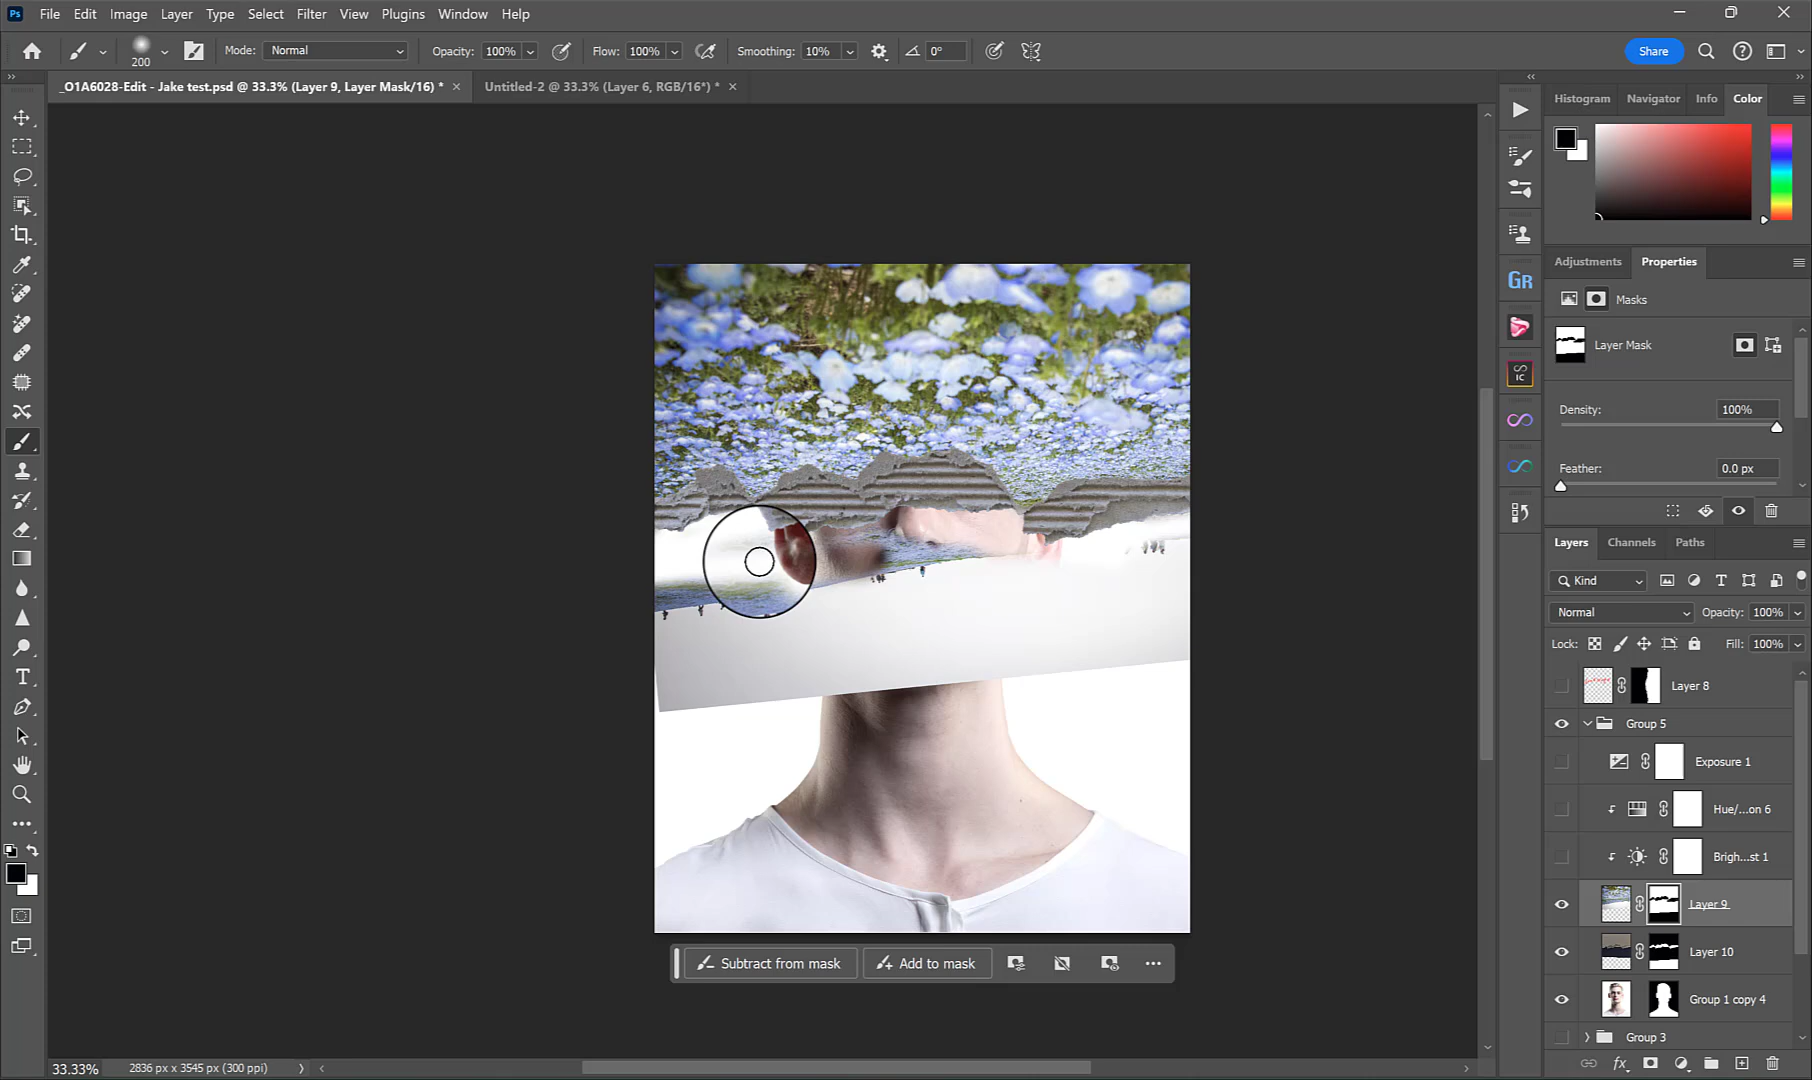 Ps File Edit Image Layer Type Select Filter View Plugins Window Help
200 Mode: Normal Opacity: 100% Flow: 100% Smoothing: 10% 0° Share
_O1A6028-Edit - Jake test.psd @ 33.3% (Layer 9, Layer Mask/16) * Untitled-2 @ 33.3% (Layer 6, RGB/16*) *
Histogram Navigator Info Color
Adjustments Properties
Gr
Masks
Layer Mask
IC
Density: 100%
Feather: 0.0 px
Layers Channels Paths
Kind
Normal Opacity: 100%
Lock: Fill: 100%
Layer 8
Group 5
Exposure 1
Hue/...on 6
Brigh...st 1
Layer 9
Layer 10
Group 1 copy 4
Group 3
Subtract from mask Add to mask
33.33% 2836 px x 3545 px (300 ppi)
fx